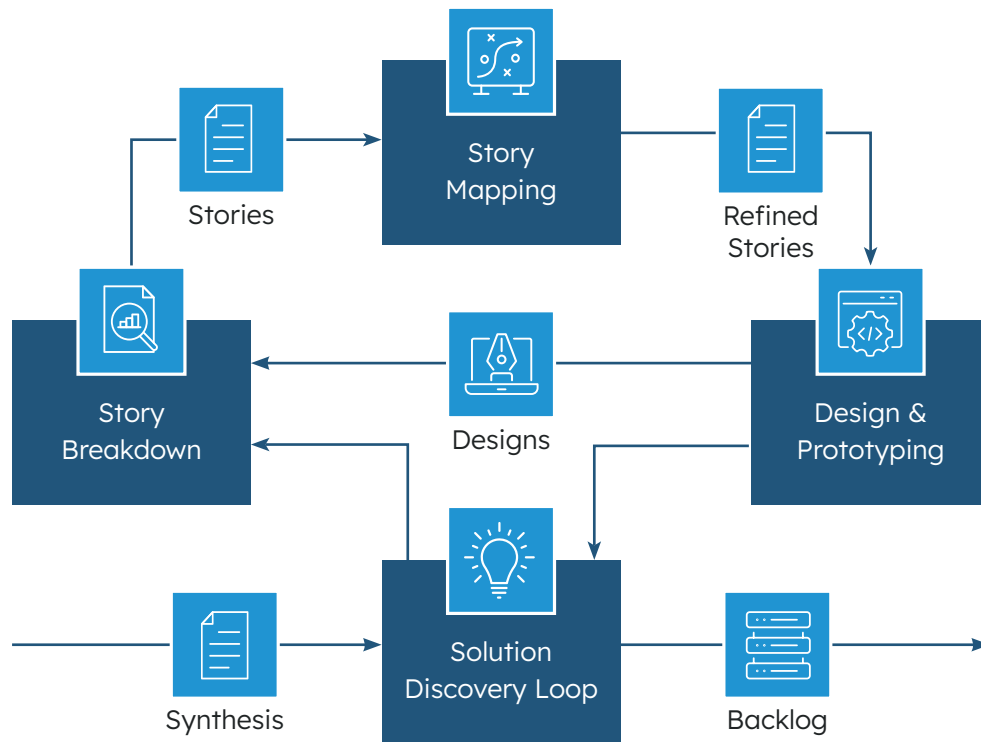 Story
Mapping
Stories
Refined
Stories
Story
Breakdown
Designs
Design &
Prototyping
Synthesis
Solution
Discovery Loop
Backlog